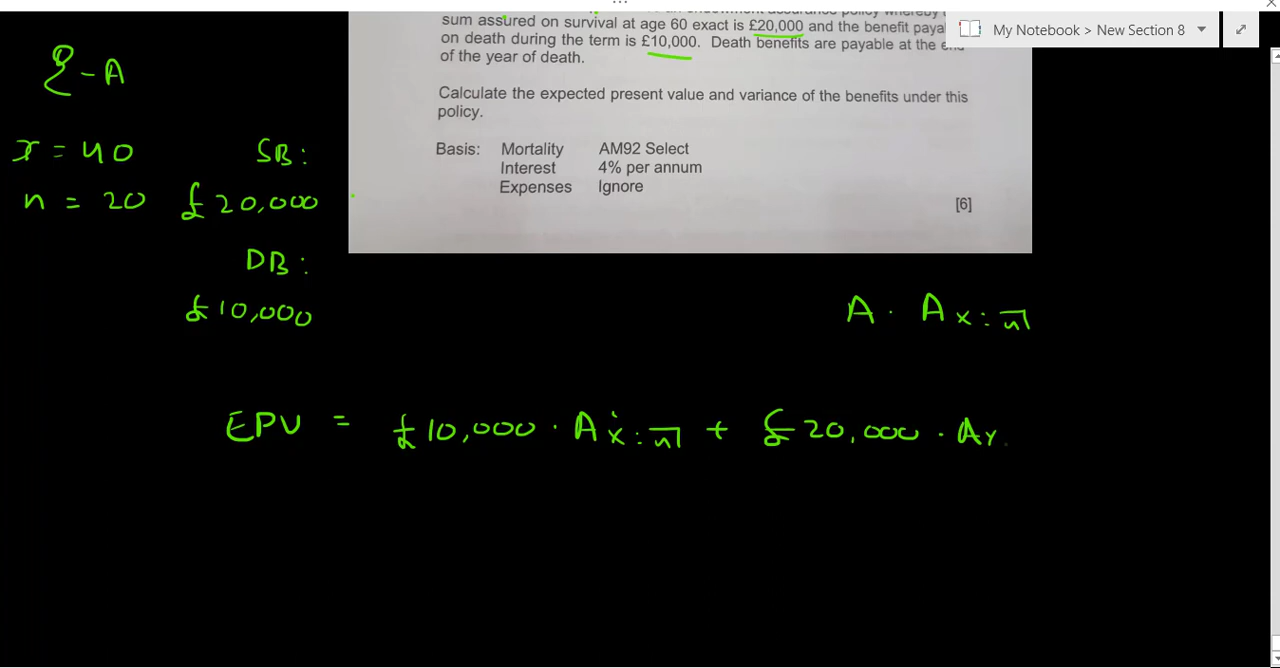 sum assured on survival at age 60 exact is £20,000 and the benefit paya
on death during the term is £10,000. Death benefits are payable at the
of the year of death.
My Notebook > New Section 8
Calculate the expected present value and variance of the benefits under this
policy.
Basis: Mortality AM92 Select
Interest 4% per annum
Expenses Ignore
[6]
E - A
x = 40
n = 20
SB:
£20,000
DB:
£10,000
A. A x:n̅|
EPV = £10,000 · A x:n̅| + £20,000 · A x